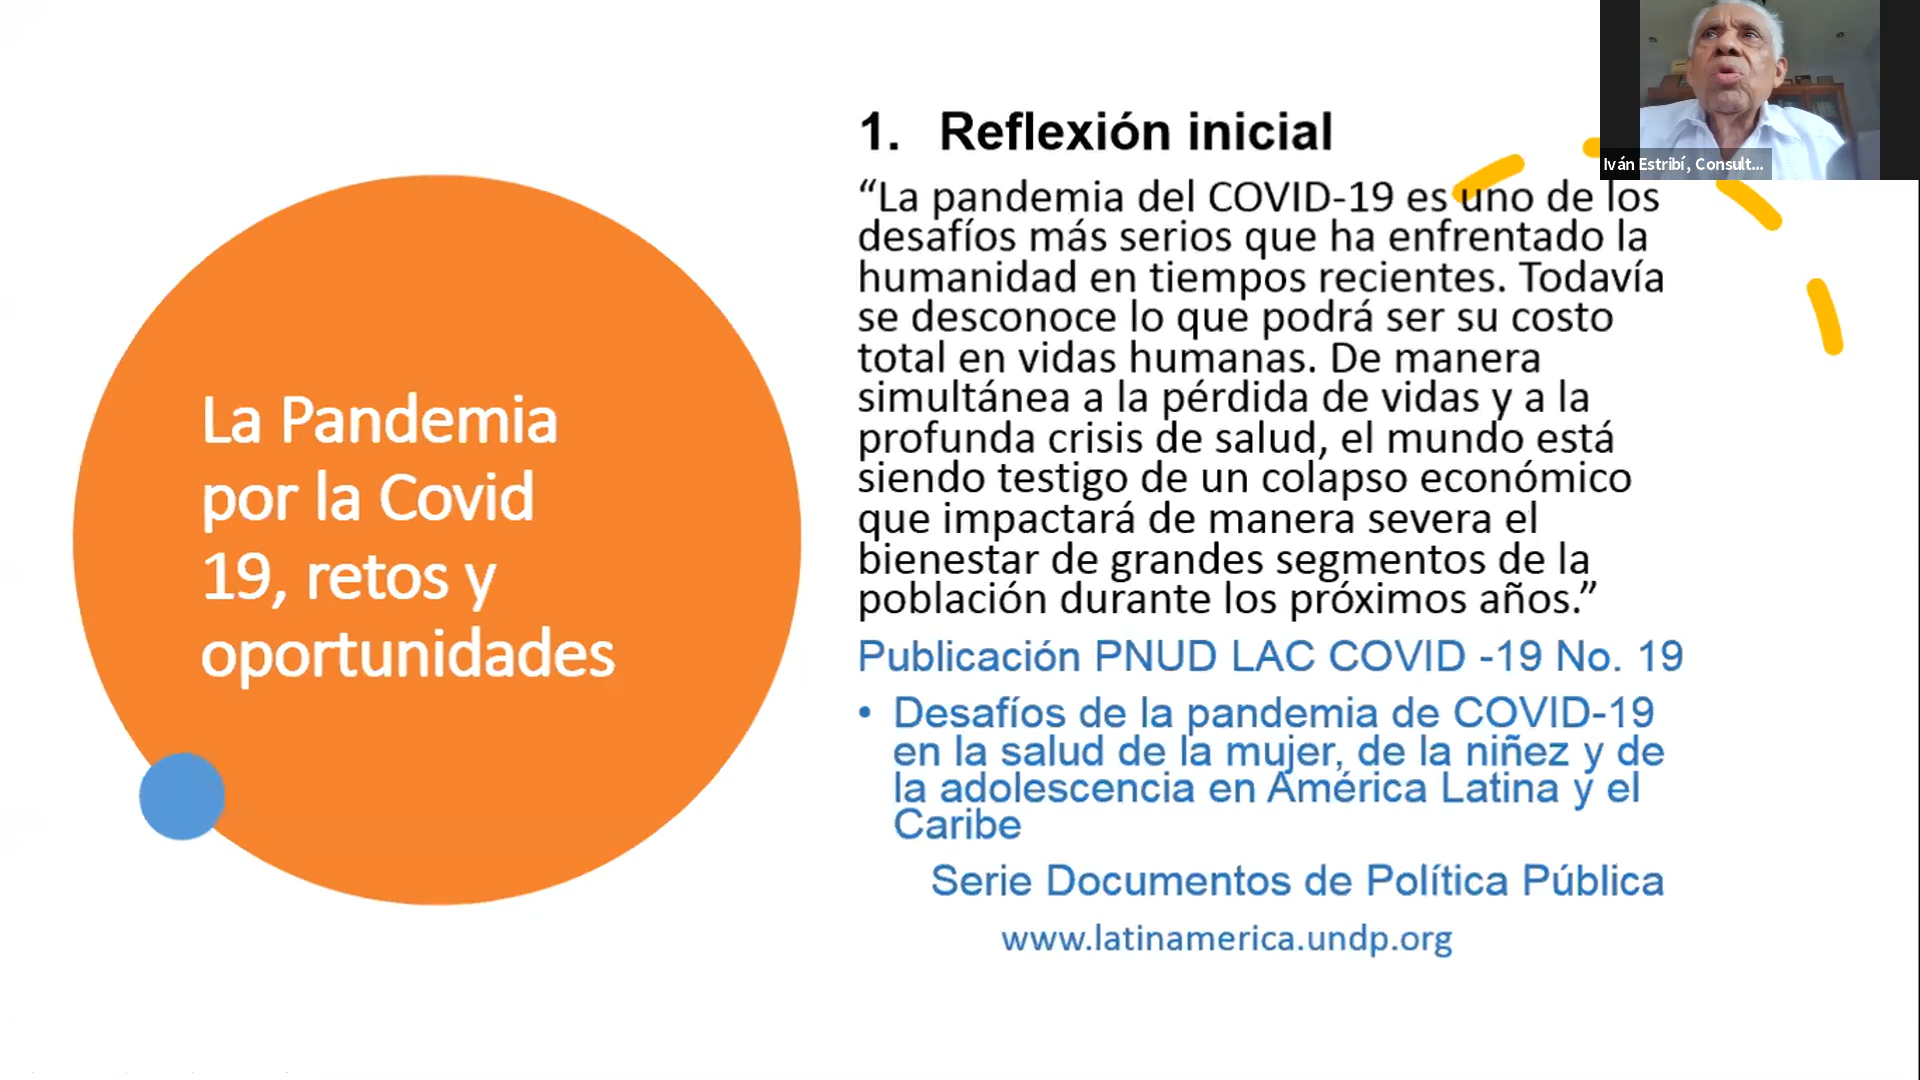 La Pandemia
por la Covid
19, retos y
oportunidades
1. Reflexión inicial
“La pandemia del COVID-19 es uno de los
desafíos más serios que ha enfrentado la
humanidad en tiempos recientes. Todavía
se desconoce lo que podrá ser su costo
total en vidas humanas. De manera
simultánea a la pérdida de vidas y a la
profunda crisis de salud, el mundo está
siendo testigo de un colapso económico
que impactará de manera severa el
bienestar de grandes segmentos de la
población durante los próximos años.”
Publicación PNUD LAC COVID -19 No. 19
• Desafíos de la pandemia de COVID-19
en la salud de la mujer, de la niñez y de
la adolescencia en América Latina y el
Caribe
Serie Documentos de Política Pública
www.latinamerica.undp.org
Iván Estribí, Consult...